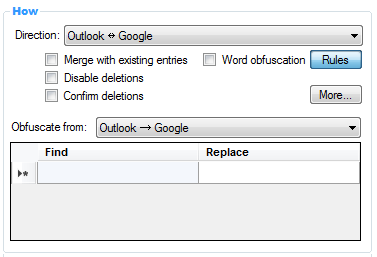 How
Direction: Outlook ⇔ Google
Merge with existing entries Word obfuscation Rules
Disable deletions
Confirm deletions More...
Obfuscate from: Outlook → Google
Find Replace